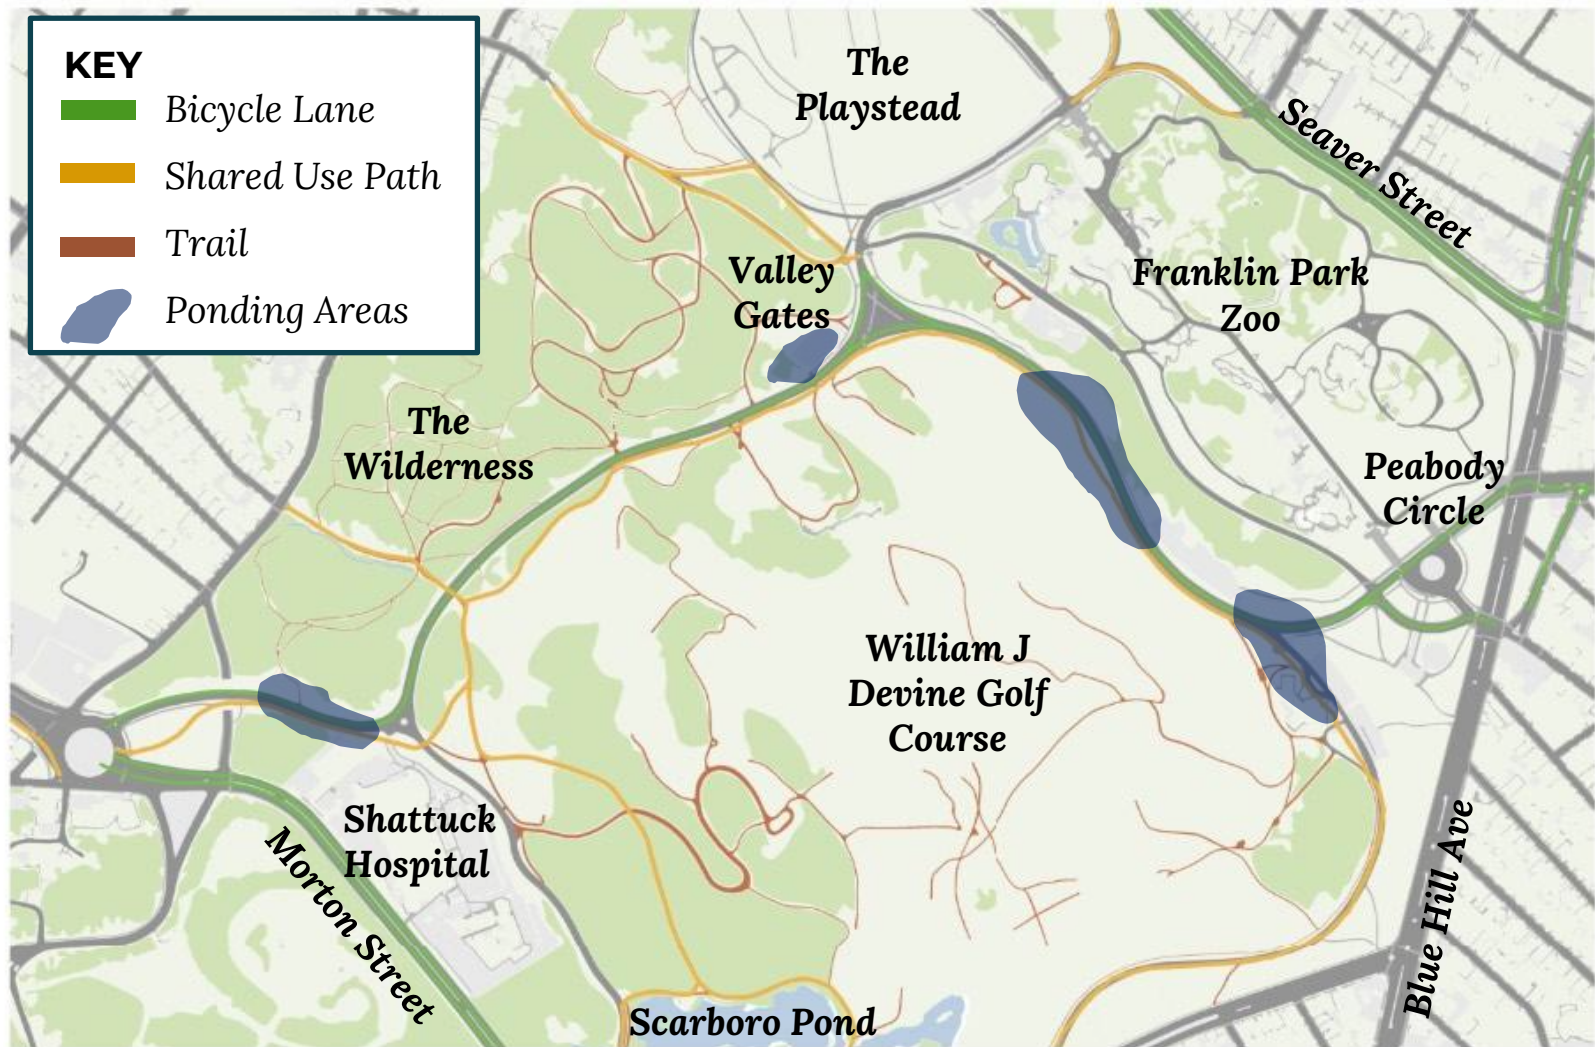 KEY
Bicycle Lane
Shared Use Path
Trail
Ponding Areas
The
Playstead
Seaver Street
Valley
Gates
Franklin Park
Zoo
The
Wilderness
Peabody
Circle
William J
Devine Golf
Course
Shattuck
Hospital
Morton Street
Blue Hill Ave
Scarboro Pond